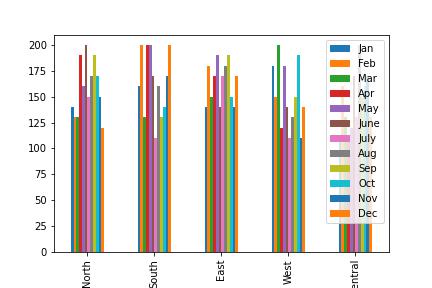 200
175
150
125
100
75
50
25
0
North
South
East
West
entral
Jan
Feb
Mar
Apr
May
June
July
Aug
Sep
Oct
Nov
Dec